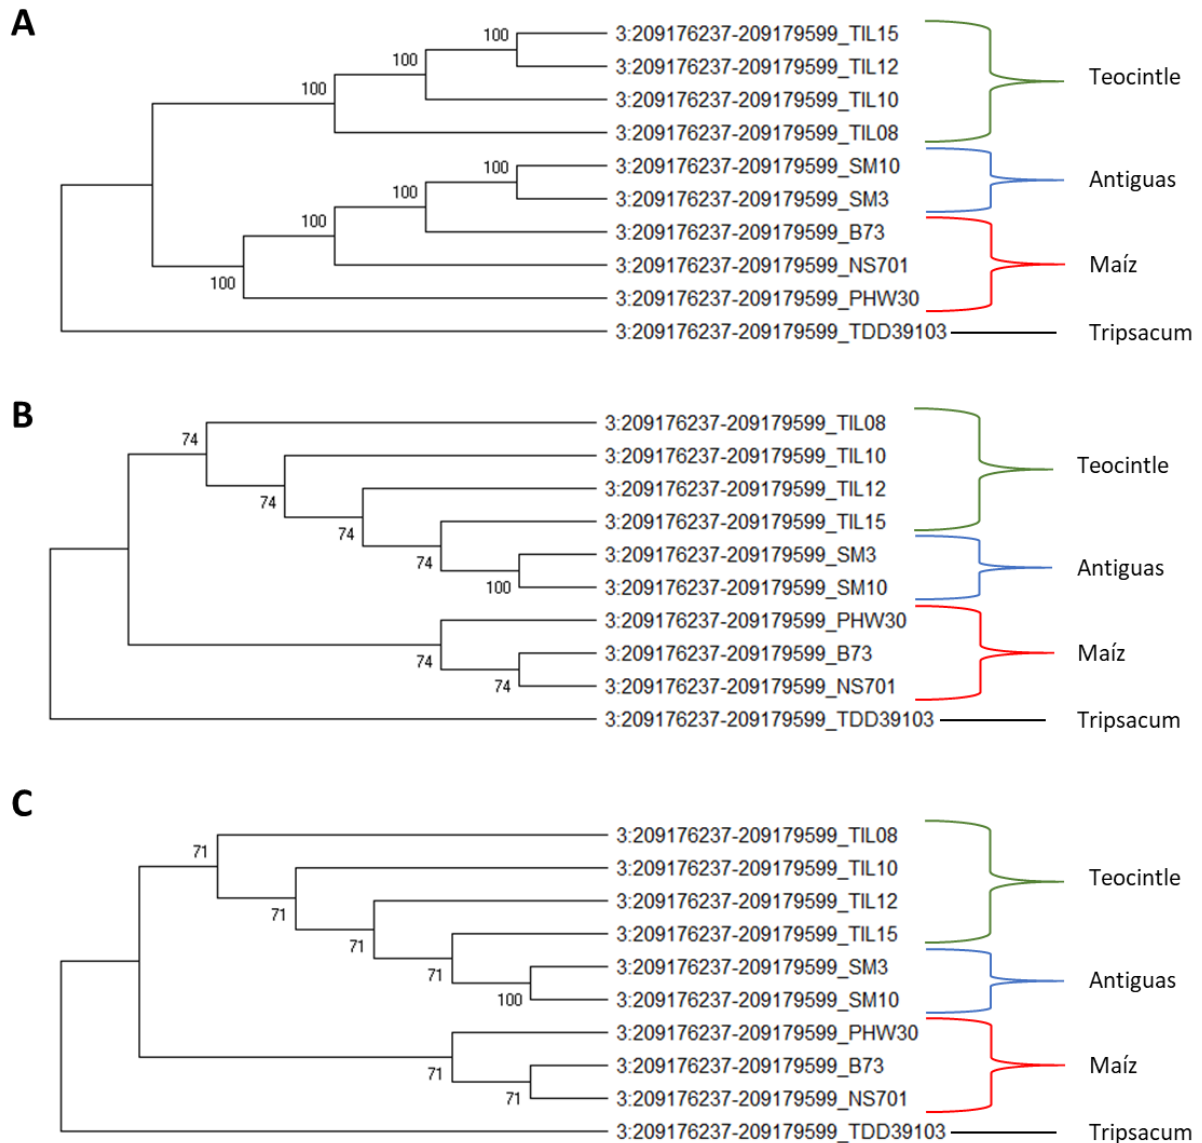 A
100 3:209176237-209179599_TIL15
100 3:209176237-209179599_TIL12 Teocintle
100 3:209176237-209179599_TIL10
3:209176237-209179599_TIL08
100 3:209176237-209179599_SM10 Antiguas
100 3:209176237-209179599_SM3
100 3:209176237-209179599_B73
3:209176237-209179599_NS701 Maíz
100 3:209176237-209179599_PHW30
3:209176237-209179599_TDD39103 Tripsacum
B
74 3:209176237-209179599_TIL08
3:209176237-209179599_TIL10 Teocintle
74 3:209176237-209179599_TIL12
74 3:209176237-209179599_TIL15
74 3:209176237-209179599_SM3 Antiguas
100 3:209176237-209179599_SM10
3:209176237-209179599_PHW30
74 3:209176237-209179599_B73 Maíz
74 3:209176237-209179599_NS701
3:209176237-209179599_TDD39103 Tripsacum
C
71 3:209176237-209179599_TIL08
3:209176237-209179599_TIL10 Teocintle
71 3:209176237-209179599_TIL12
71 3:209176237-209179599_TIL15
71 3:209176237-209179599_SM3 Antiguas
100 3:209176237-209179599_SM10
3:209176237-209179599_PHW30
71 3:209176237-209179599_B73 Maíz
71 3:209176237-209179599_NS701
3:209176237-209179599_TDD39103 Tripsacum